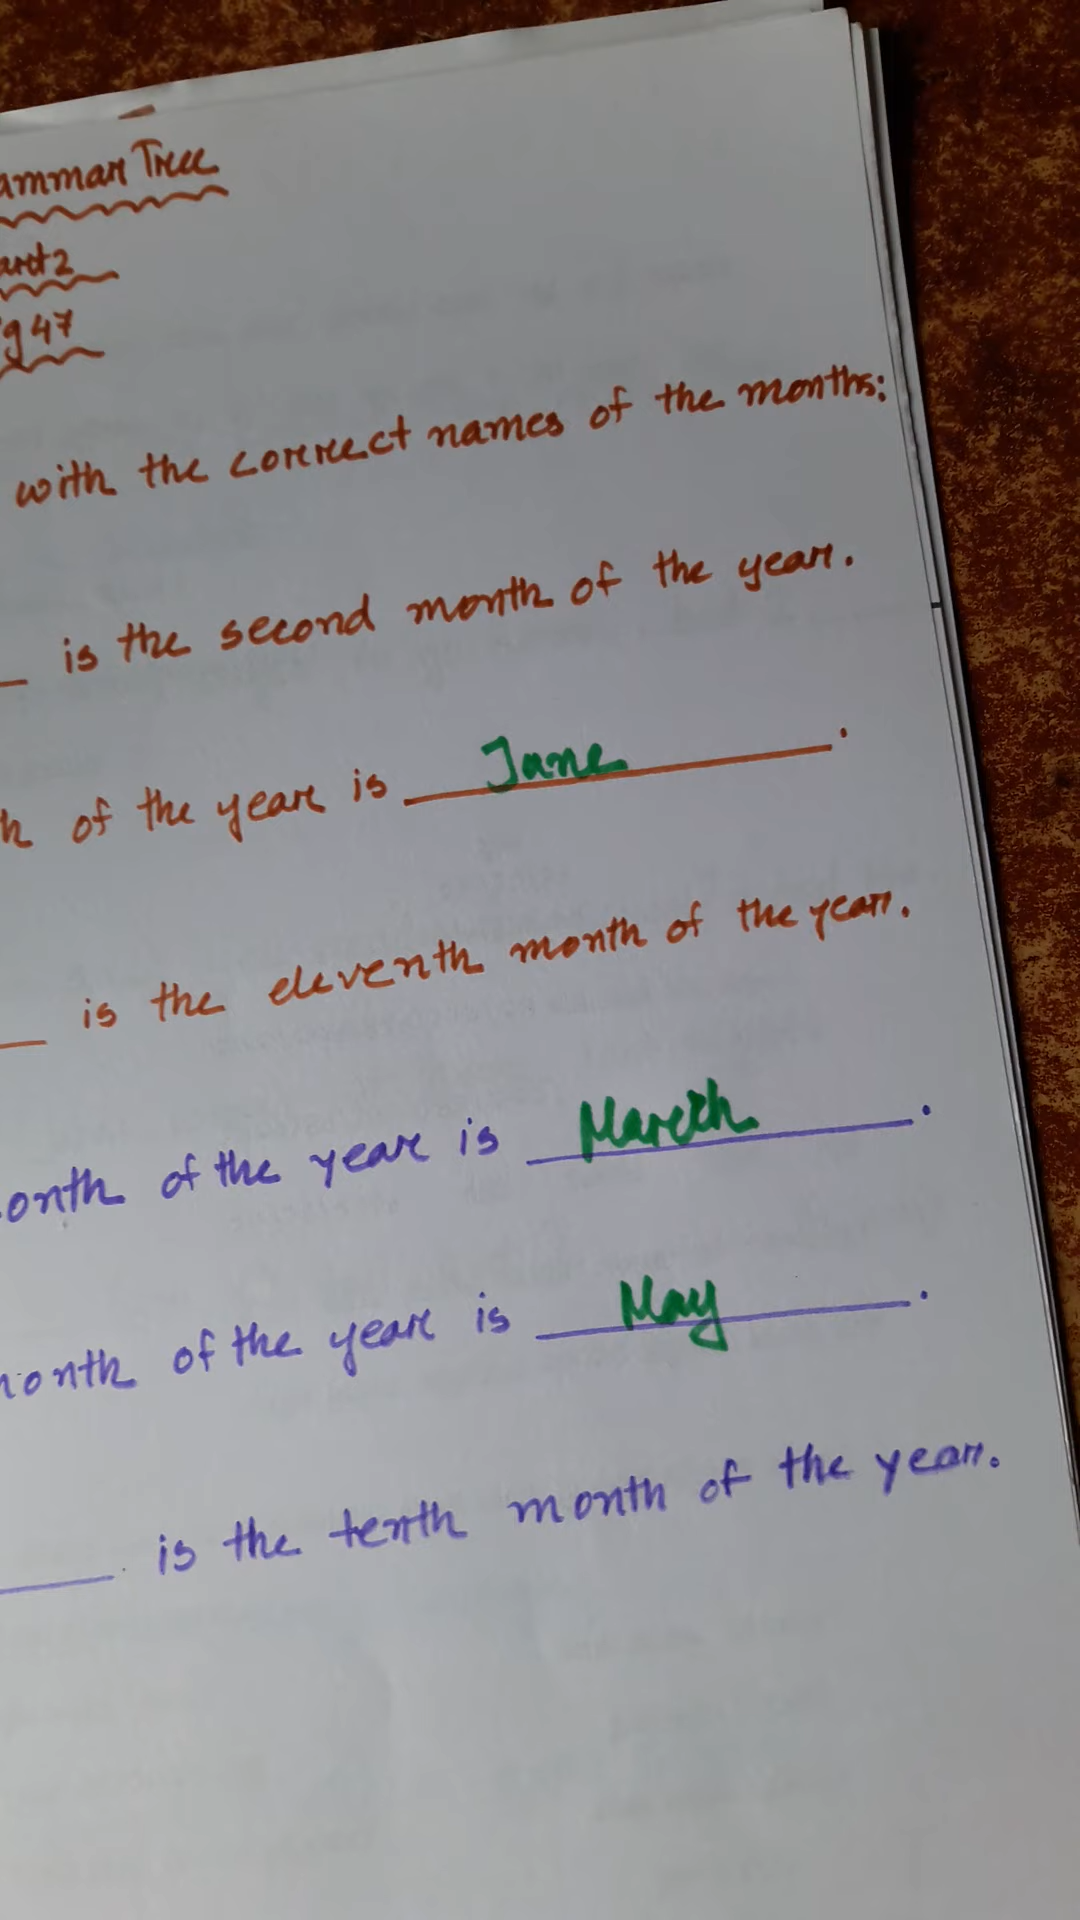 ammar Tree
art 2
g 47
with the correct names of the months:
is the second month of the year.
h of the year is June.
is the eleventh month of the year.
onth of the year is March.
onth of the year is May.
is the tenth month of the year.